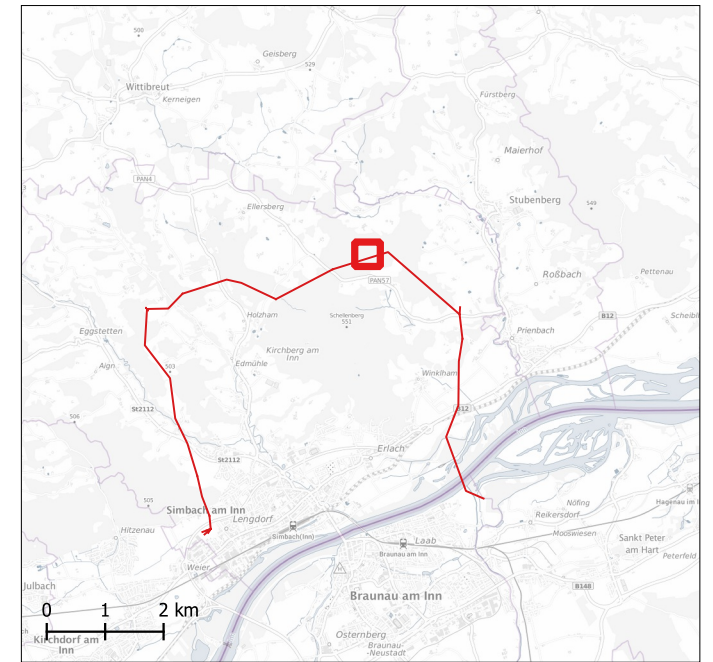 500
Geisberg
529
Wittibreut
Kerneigen
Fürstberg
Maierhof
PAN4
Stubenberg
Ellersberg
549
Roßbach
Pettenau
PAN57
Holzham
Schellenberg
551
B12
Scheibl
Eggstetten
Prienbach
Kirchberg am
Inn
Aign
503
Edmühle
Winklham
St2112
B12
506
Erlach
St2112
505
Simbach am Inn
Lengdorf
Hitzenau
Simbach(Inn)
Nöfing
Hagenau im I
Reikersdorf
Laab
Mooswiesen
Sankt Peter
am Hart
Braunau am Inn
Peterfeld
Weier
Julbach
B148
Braunau am Inn
0 1 2 km
Kirchdorf am
Inn
Osternberg
Braunau-
-Neustadt